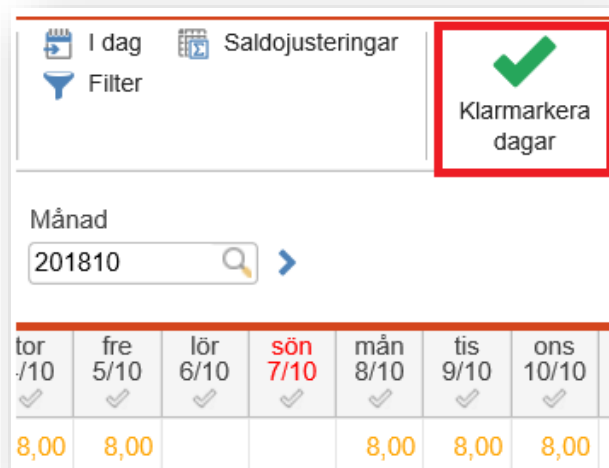 I dag Saldojusteringar
Filter
Klarmarkera
dagar
Månad
201810
tor fre lör sön mån tis ons
/10 5/10 6/10 7/10 8/10 9/10 10/10
8,00 8,00 8,00 8,00 8,00